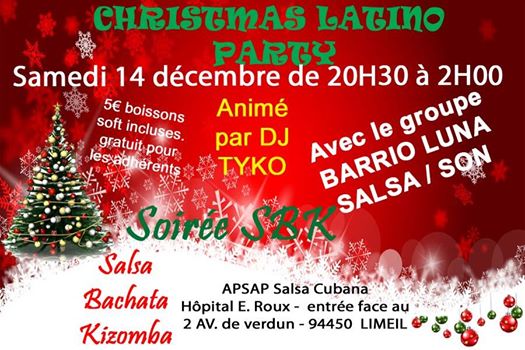 CHRISTMAS LATINO
PARTY
Samedi 14 décembre de 20H30 à 2H00
5€ boissons
soft incluses,
gratuit pour
les adhérents
Animé
par DJ
TYKO
Avec le groupe
BARRIO LUNA
SALSA / SON
Soirée SBK
Salsa
Bachata
Kizomba
APSAP Salsa Cubana
Hôpital E. Roux - entrée face au
2 AV. de verdun - 94450 LIMEIL